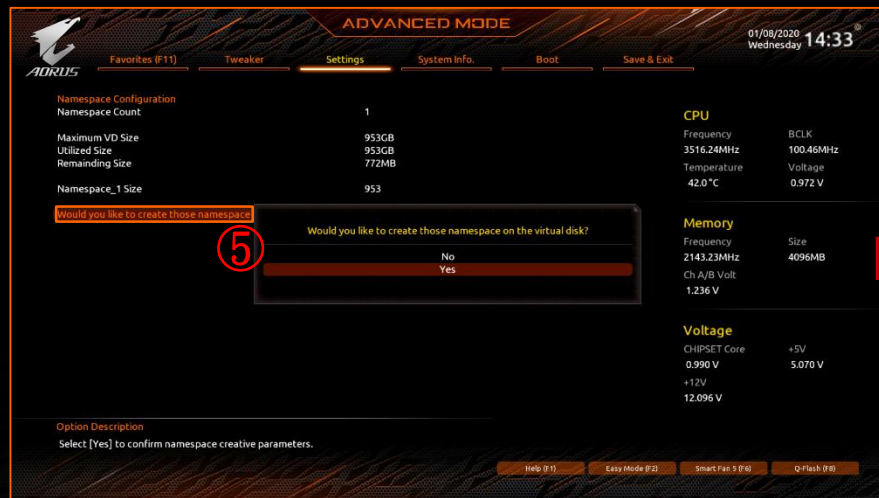 ADVANCED MODE
01/08/2020 14:33
Wednesday
AORUS
Favorites (F11) Tweaker Settings System Info. Boot Save & Exit
Namespace Configuration
Namespace Count 1
Maximum VD Size 953GB
Utilized Size 953GB
Remainding Size 772MB
Namespace_1 Size 953
Would you like to create those namespace
⑤
Would you like to create those namespace on the virtual disk?
No
Yes
CPU
Frequency BCLK
3516.24MHz 100.46MHz
Temperature Voltage
42.0°C 0.972 V
Memory
Frequency Size
2143.23MHz 4096MB
Ch A/B Volt
1.236 V
Voltage
CHIPSET Core +5V
0.990 V 5.070 V
+12V
12.096 V
Option Description
Select [Yes] to confirm namespace creative parameters.
Help (F1) Easy Mode (F2) Smart Fan 5 (F6) Q-Flash (F8)